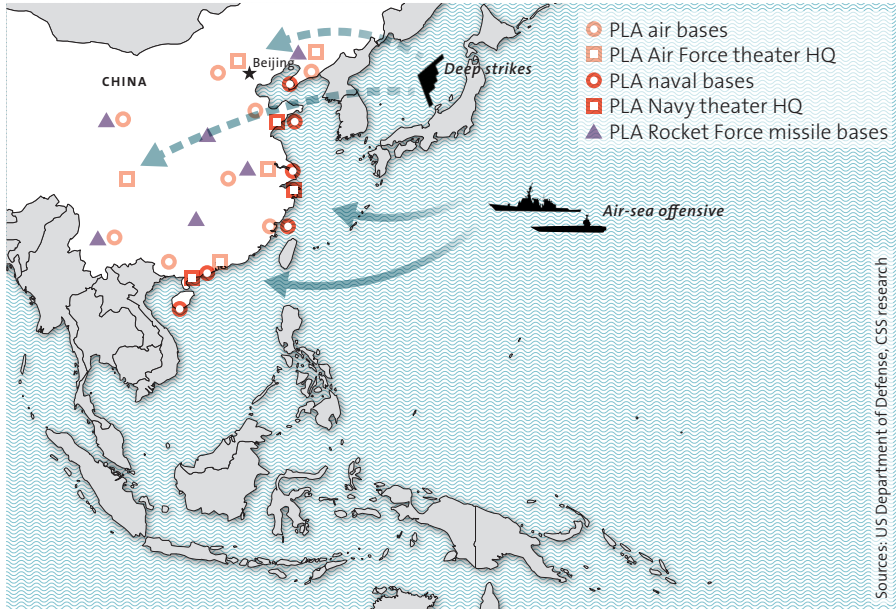 PLA air bases
PLA Air Force theater HQ
PLA naval bases
PLA Navy theater HQ
PLA Rocket Force missile bases
Beijing
CHINA
Deep strikes
Air-sea offensive
Sources: US Department of Defense, CSS research